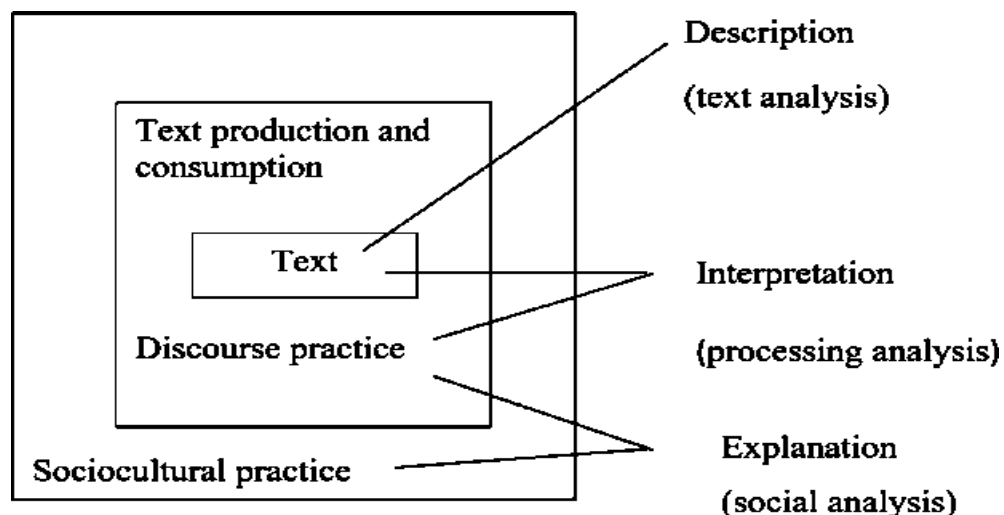 Description
(text analysis)
Text production and
consumption
Text
Interpretation
Discourse practice
(processing analysis)
Explanation
Sociocultural practice
(social analysis)